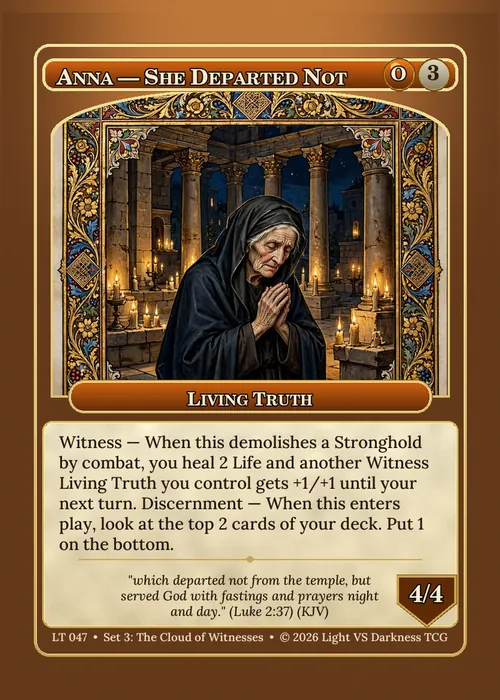 Anna — She Departed Not
O 3
Living Truth
Witness — When this demolishes a Stronghold
by combat, you heal 2 Life and another Witness
Living Truth you control gets +1/+1 until your
next turn. Discernment — When this enters
play, look at the top 2 cards of your deck. Put 1
on the bottom.
"which departed not from the temple, but
served God with fastings and prayers night
and day." (Luke 2:37) (KJV)
4/4
LT 047 • Set 3: The Cloud of Witnesses • © 2026 Light VS Darkness TCG